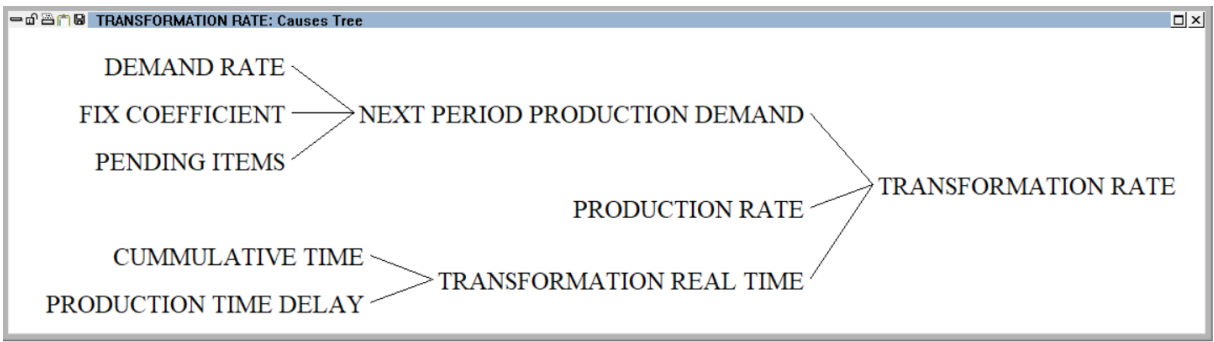 TRANSFORMATION RATE: Causes Tree
DEMAND RATE
FIX COEFFICIENT
NEXT PERIOD PRODUCTION DEMAND
PENDING ITEMS
TRANSFORMATION RATE
PRODUCTION RATE
CUMMULATIVE TIME
TRANSFORMATION REAL TIME
PRODUCTION TIME DELAY